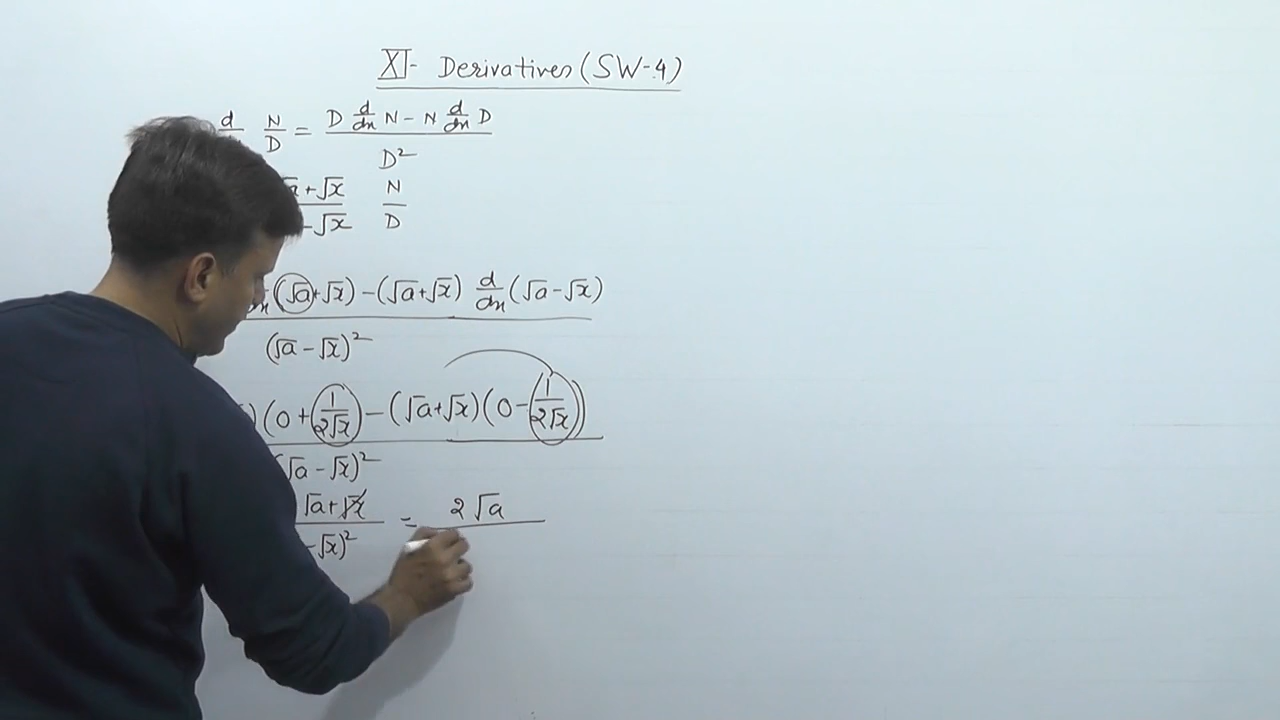 XI- Derivatives (SW-4)
d N/D = D d/dx N - N d/dx D
D²
√a + √x N
- √x D
(√a + √x) - (√a + √x) d/dx (√a - √x)
(√a - √x)²
) (0 + 1/2√x) - (√a + √x) (0 - 1/2√x)
(√a - √x)²
√a + √x = 2√a
- √x)²